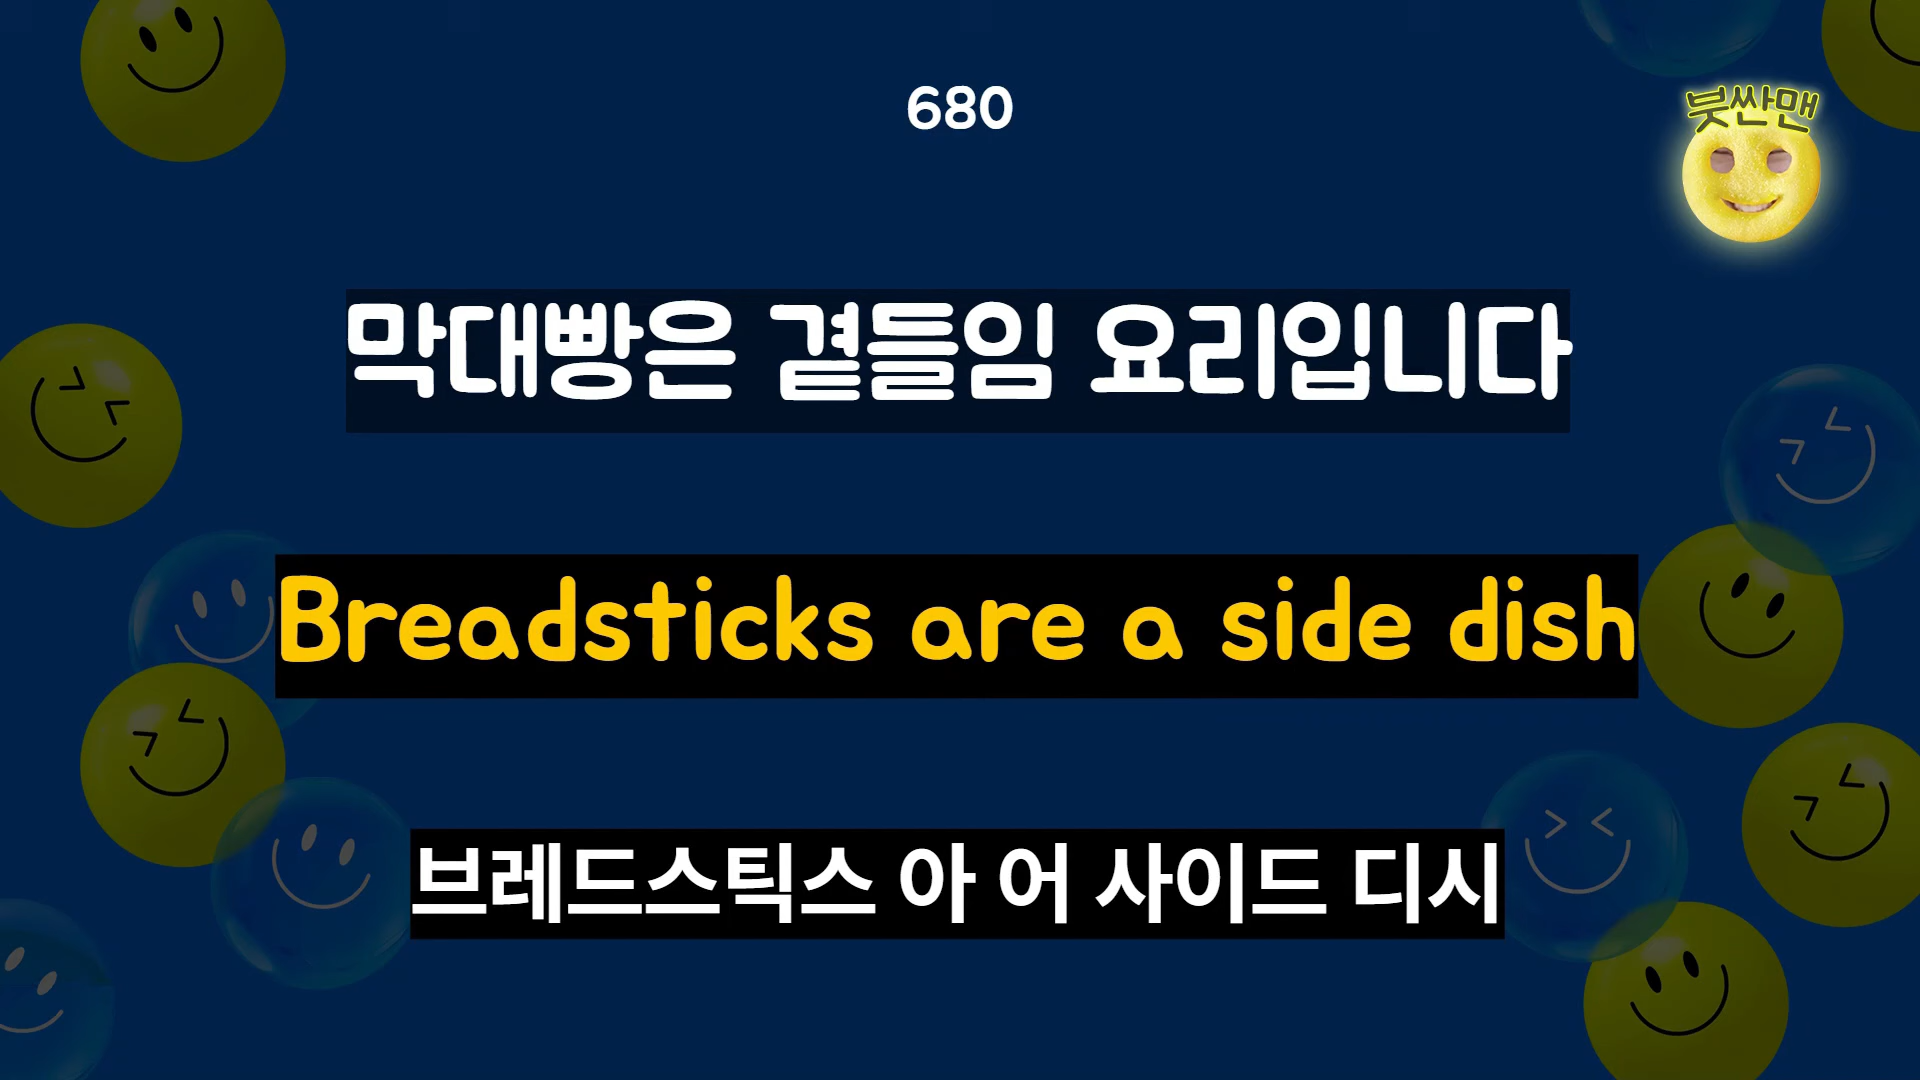 680
붓싼맨
막대빵은 곁들임 요리입니다
Breadsticks are a side dish
브레드스틱스 아 어 사이드 디시